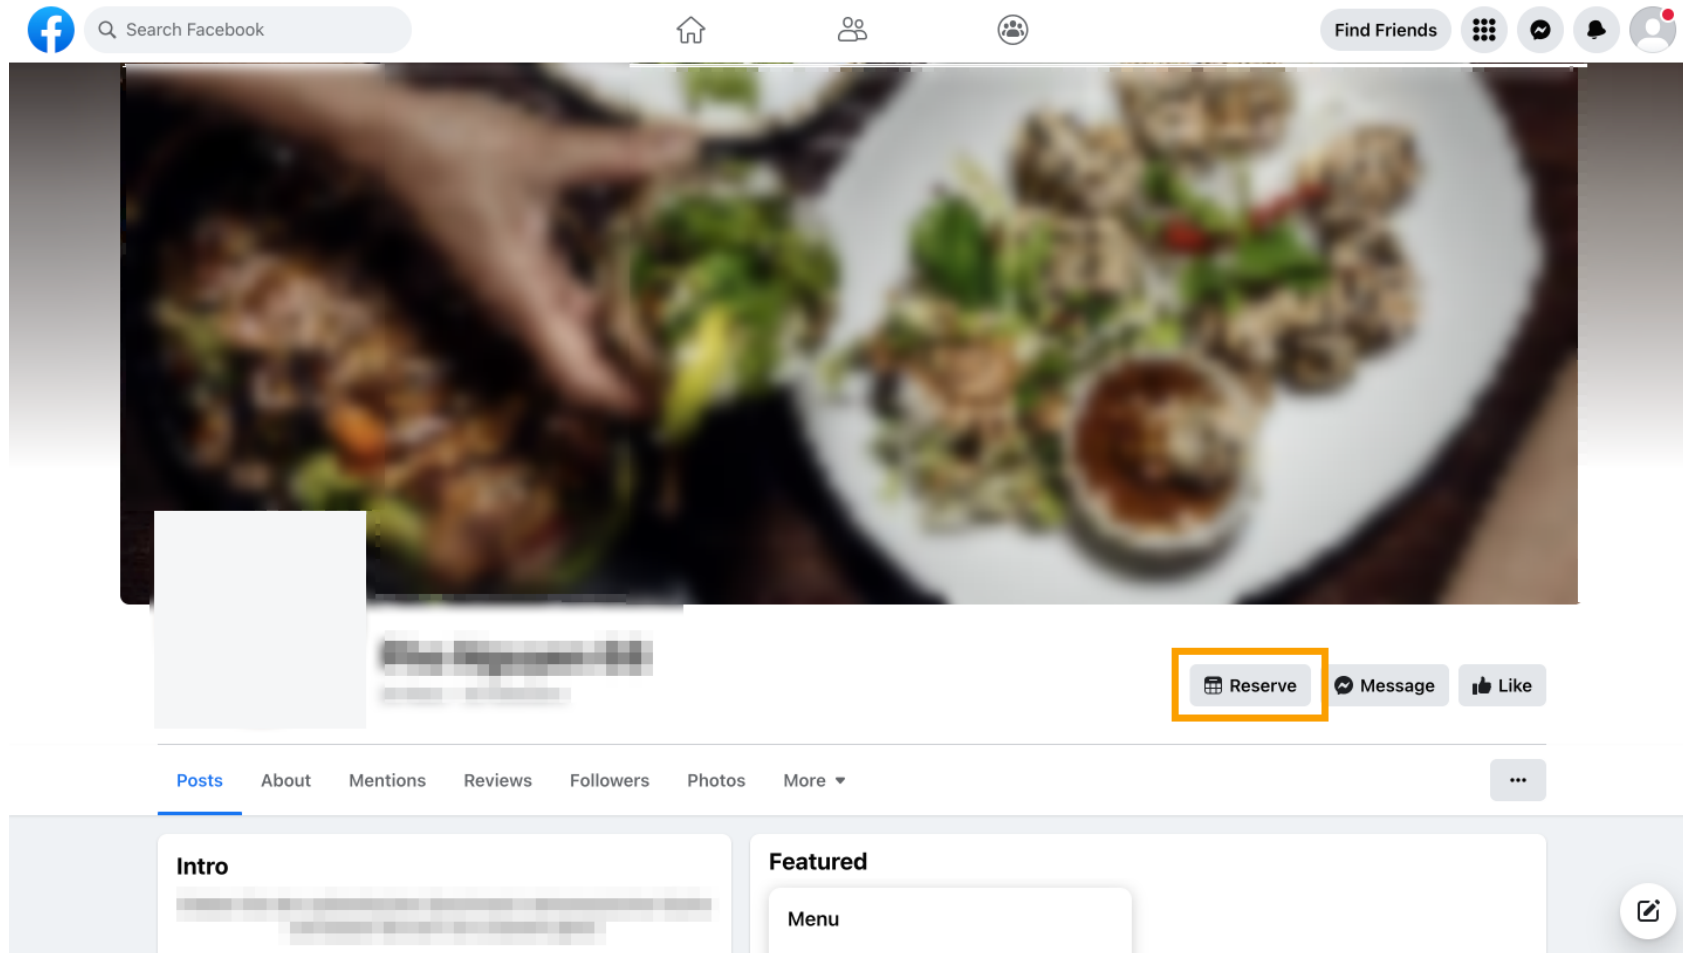 Search Facebook
Find Friends
Reserve
Message
Like
Posts
About
Mentions
Reviews
Followers
Photos
More
Intro
Featured
Menu